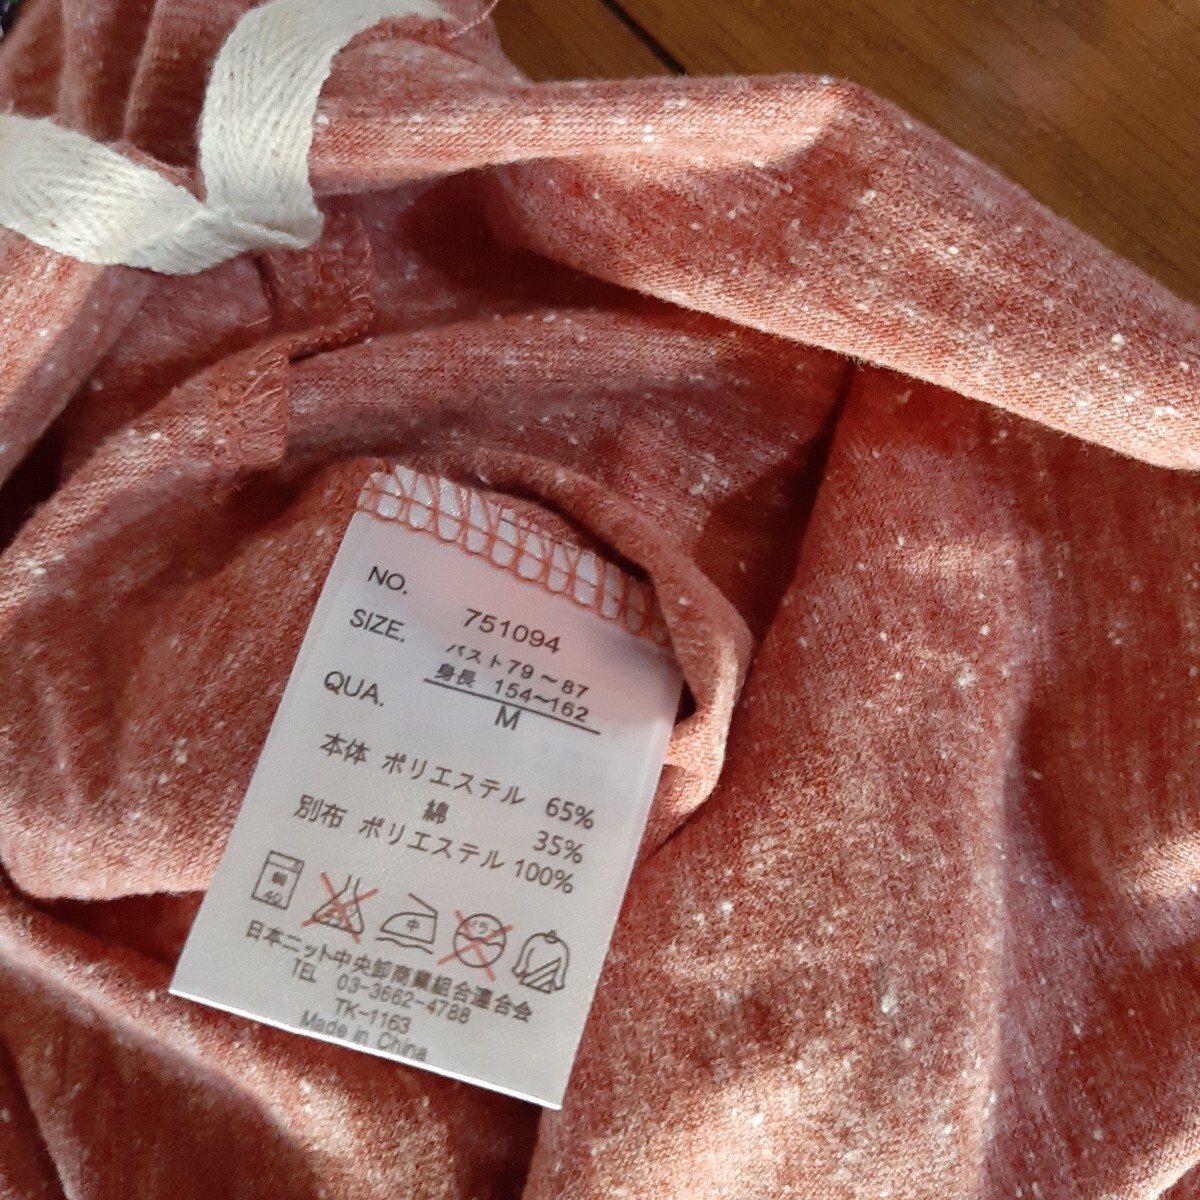 NO. 751094
SIZE. バスト79～87
身長 154～162
QUA. M
本体 ポリエステル 65%
綿 35%
別布 ポリエステル 100%
40
中
日本ニット中央卸商業組合連合会
TEL 03-3662-4788
TK-1163
Made in China